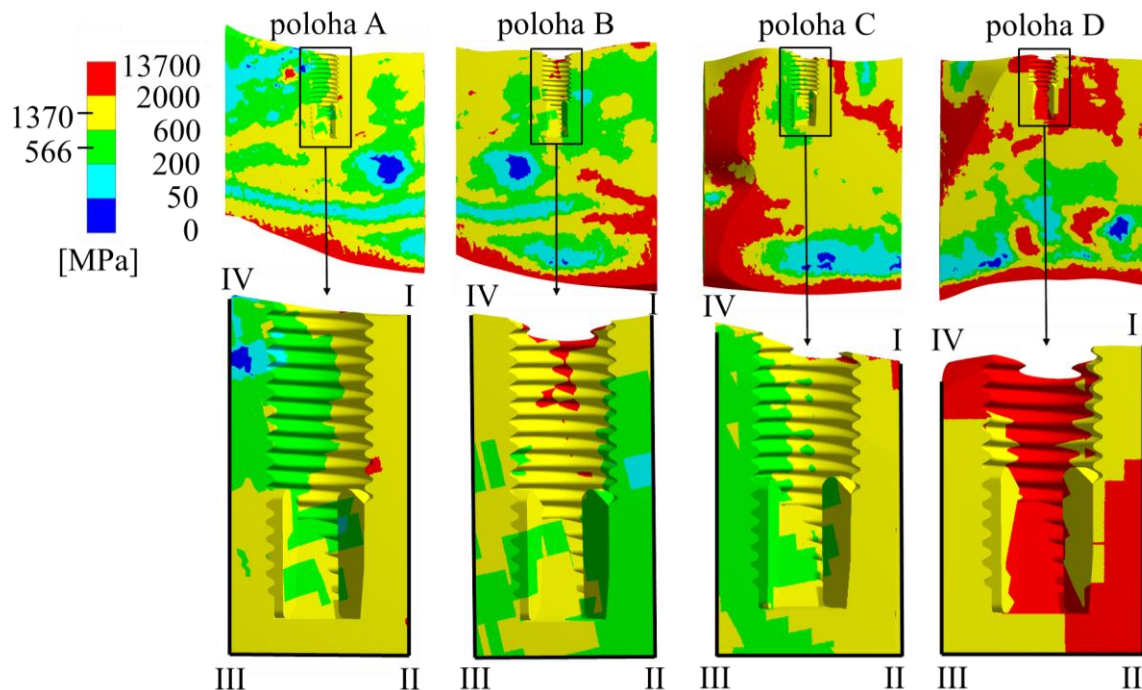 poloha A
poloha B
poloha C
poloha D
13700
2000
1370
600
566
200
50
0
[MPa]
IV
I
IV
I
IV
I
IV
I
III
II
III
II
III
II
III
II